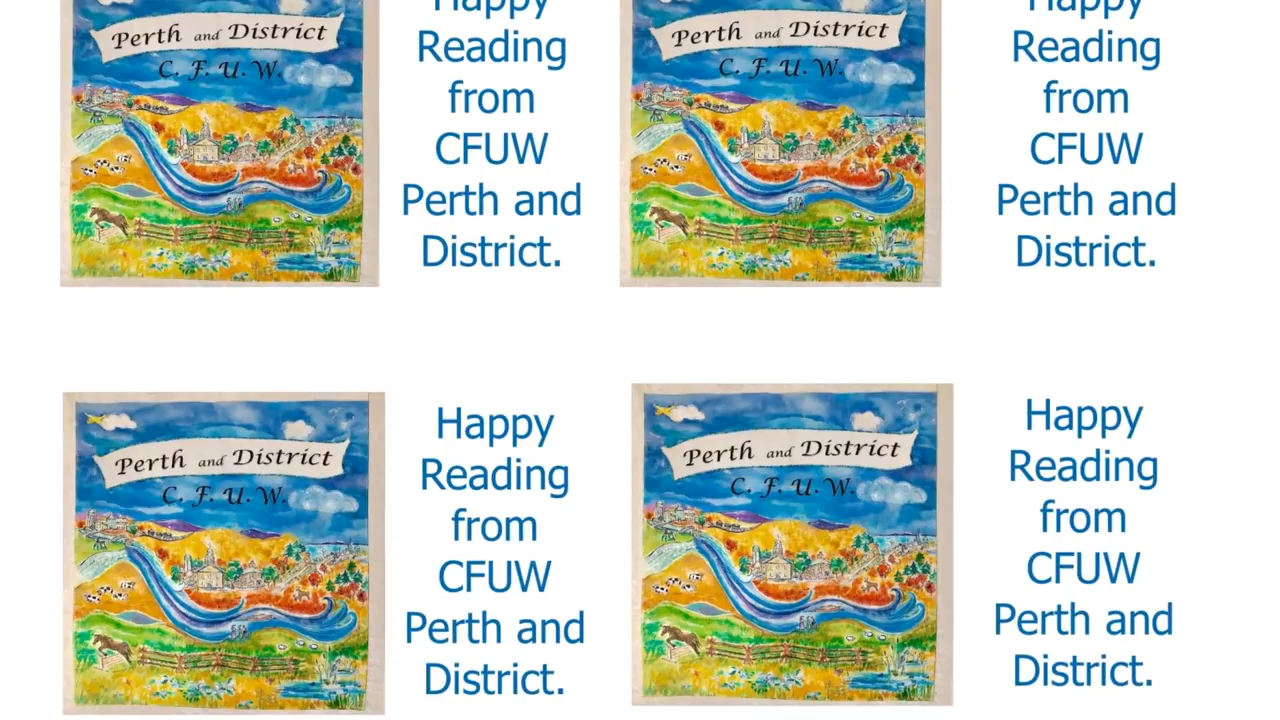 Perth and District
C. F. U. W.
Happy
Reading
from
CFUW
Perth and
District.
Perth and District
C. F. U. W.
Happy
Reading
from
CFUW
Perth and
District.
Perth and District
C. F. U. W.
Happy
Reading
from
CFUW
Perth and
District.
Perth and District
C. F. U. W.
Happy
Reading
from
CFUW
Perth and
District.